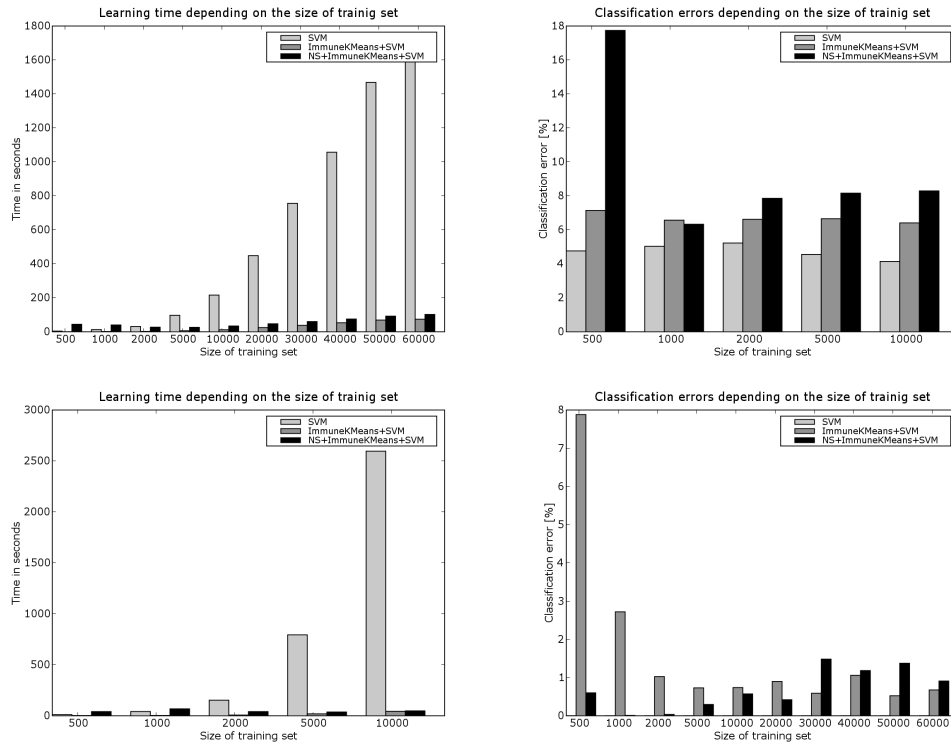 Learning time depending on the size of trainig set
1800
1600
1400
1200
1000
800
600
400
200
0
Time in seconds
SVM
ImmuneKMeans+SVM
NS+ImmuneKMeans+SVM
500 1000 2000 5000 10000 20000 30000 40000 50000 60000
Size of training set
Classification errors depending on the size of trainig set
18
16
14
12
10
8
6
4
2
0
Classification error [%]
SVM
ImmuneKMeans+SVM
NS+ImmuneKMeans+SVM
500 1000 2000 5000 10000
Size of training set
Learning time depending on the size of trainig set
3000
2500
2000
1500
1000
500
0
Time in seconds
SVM
ImmuneKMeans+SVM
NS+ImmuneKMeans+SVM
500 1000 2000 5000 10000
Size of training set
Classification errors depending on the size of trainig set
8
7
6
5
4
3
2
1
0
Classification error [%]
SVM
ImmuneKMeans+SVM
NS+ImmuneKMeans+SVM
500 1000 2000 5000 10000 20000 30000 40000 50000 60000
Size of training set